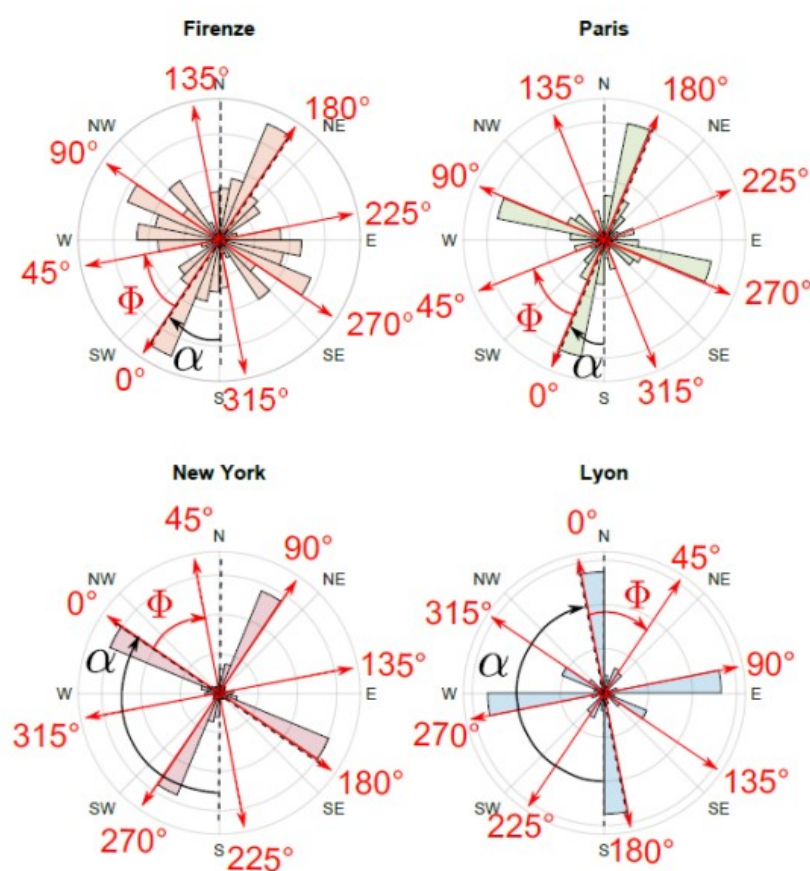 Firenze
N
135°
180°
NW
NE
90°
225°
W
E
45°
Φ
270°
SW
α
SE
0°
S
315°
Paris
N
135°
180°
NW
NE
90°
225°
W
E
45°
Φ
270°
SW
α
SE
0°
S
315°
New York
N
45°
90°
NW
NE
0°
Φ
α
135°
W
E
315°
180°
SW
SE
270°
S
225°
Lyon
N
0°
45°
NW
NE
315°
Φ
α
90°
W
E
270°
135°
SW
SE
225°
S
180°